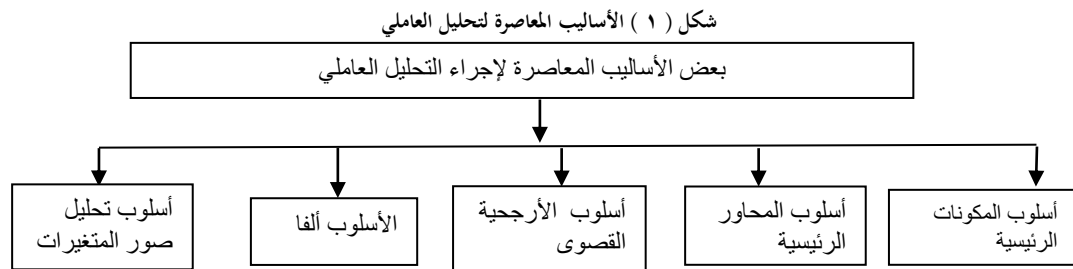 شكل ( ١ ) الأساليب المعاصرة لتحليل العاملي
بعض الأساليب المعاصرة لإجراء التحليل العاملي
أسلوب المكونات
الرئيسية
أسلوب المحاور
الرئيسية
أسلوب الأرجحية
القصوى
الأسلوب ألفا
أسلوب تحليل
صور المتغيرات